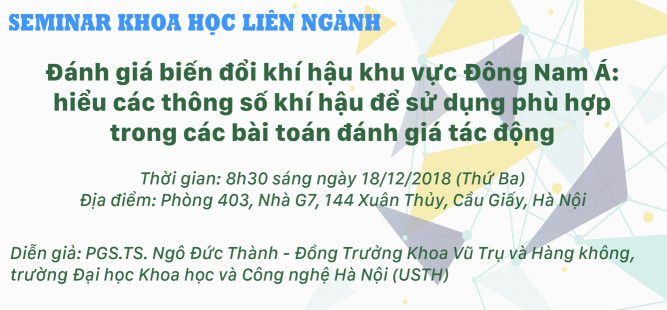 SEMINAR KHOA HỌC LIÊN NGÀNH
Đánh giá biến đổi khí hậu khu vực Đông Nam Á:
hiểu các thông số khí hậu để sử dụng phù hợp
trong các bài toán đánh giá tác động
Thời gian: 8h30 sáng ngày 18/12/2018 (Thứ Ba)
Địa điểm: Phòng 403, Nhà G7, 144 Xuân Thủy, Cầu Giấy, Hà Nội
Diễn giả: PGS.TS. Ngô Đức Thành - Đồng Trưởng Khoa Vũ Trụ và Hàng không,
trường Đại học Khoa học và Công nghệ Hà Nội (USTH)